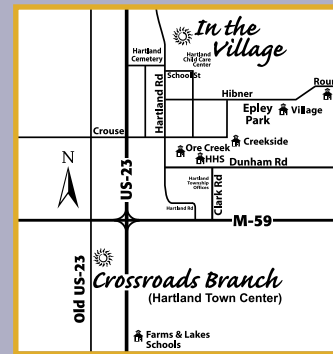 In the
Village
Hartland
Cemetery
Hartland
Child Care
Center
School St
Hartland Rd
Hibner
Roun
Epley
Park
Village
Crouse
Creekside
Ore Creek
HHS
Dunham Rd
N
US-23
Hartland
Township
Offices
Clark Rd
Hartland Rd
M-59
Old US-23
Crossroads Branch
(Hartland Town Center)
Farms & Lakes
Schools